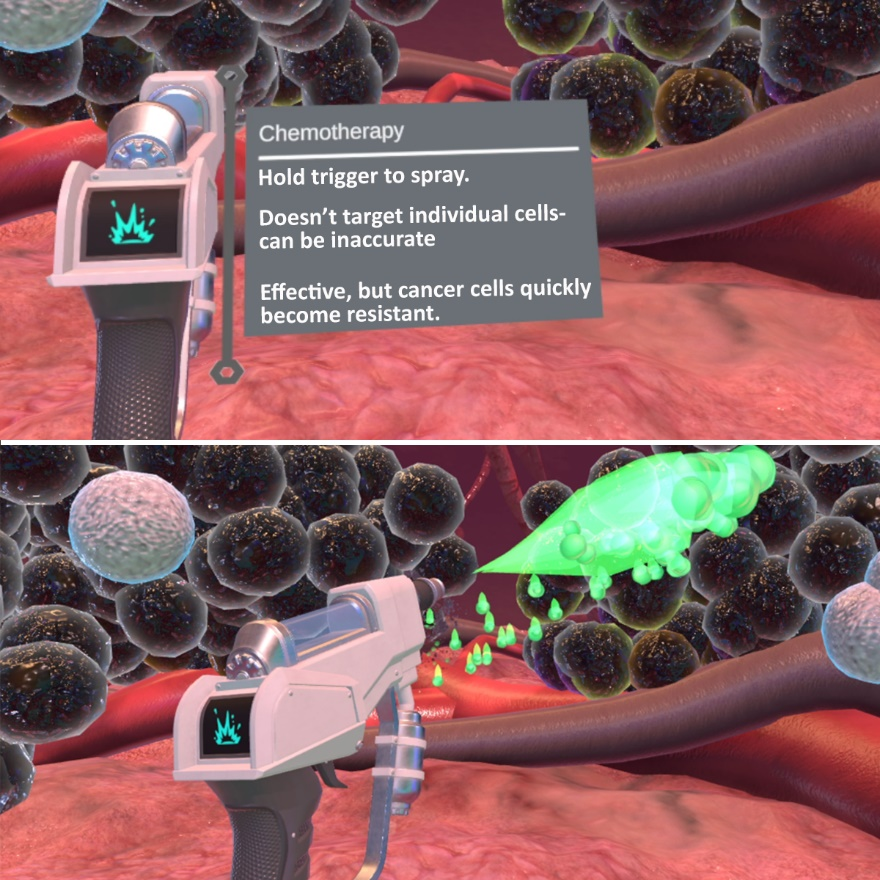 Chemotherapy
Hold trigger to spray.
Doesn't target individual cells-
can be inaccurate
Effective, but cancer cells quickly
become resistant.